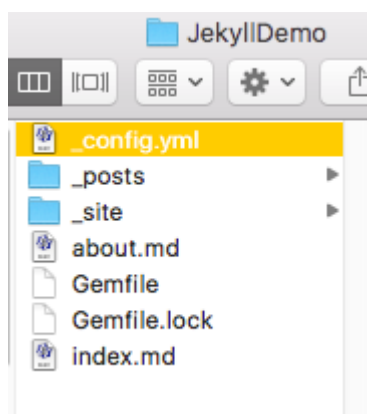 JekyllDemo
_config.yml
_posts
_site
about.md
Gemfile
Gemfile.lock
index.md